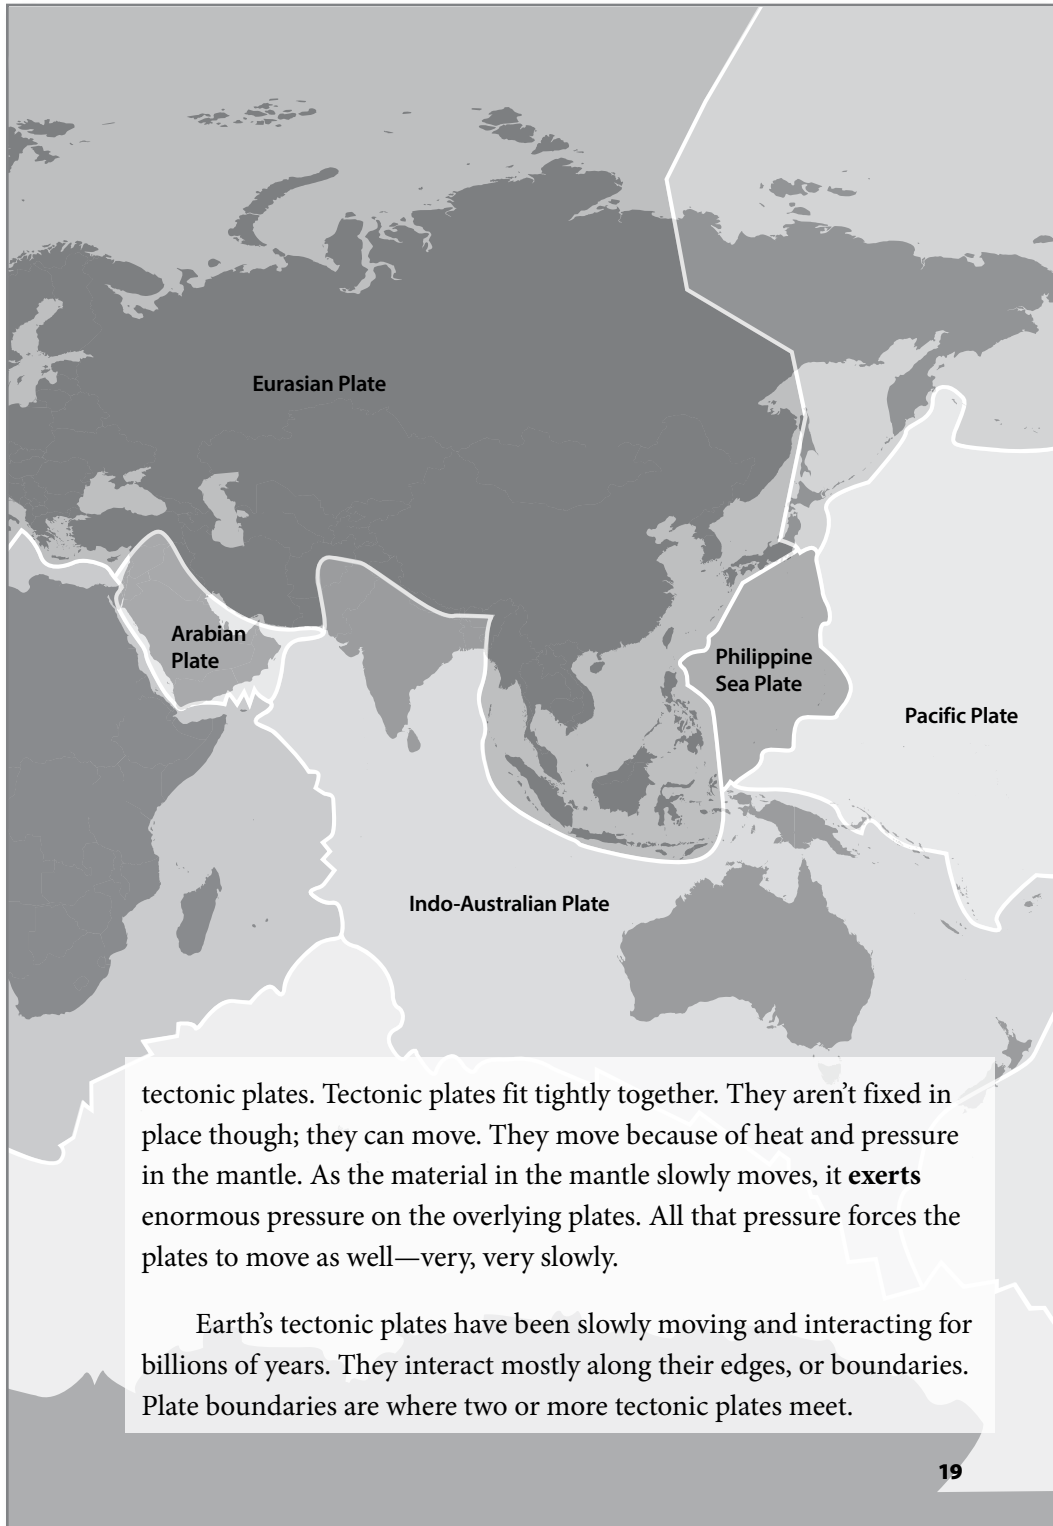 Eurasian Plate
Arabian
Plate
Philippine
Sea Plate
Pacific Plate
Indo-Australian Plate
tectonic plates. Tectonic plates fit tightly together. They aren’t fixed in
place though; they can move. They move because of heat and pressure
in the mantle. As the material in the mantle slowly moves, it exerts
enormous pressure on the overlying plates. All that pressure forces the
plates to move as well—very, very slowly.
Earth’s tectonic plates have been slowly moving and interacting for
billions of years. They interact mostly along their edges, or boundaries.
Plate boundaries are where two or more tectonic plates meet.
19